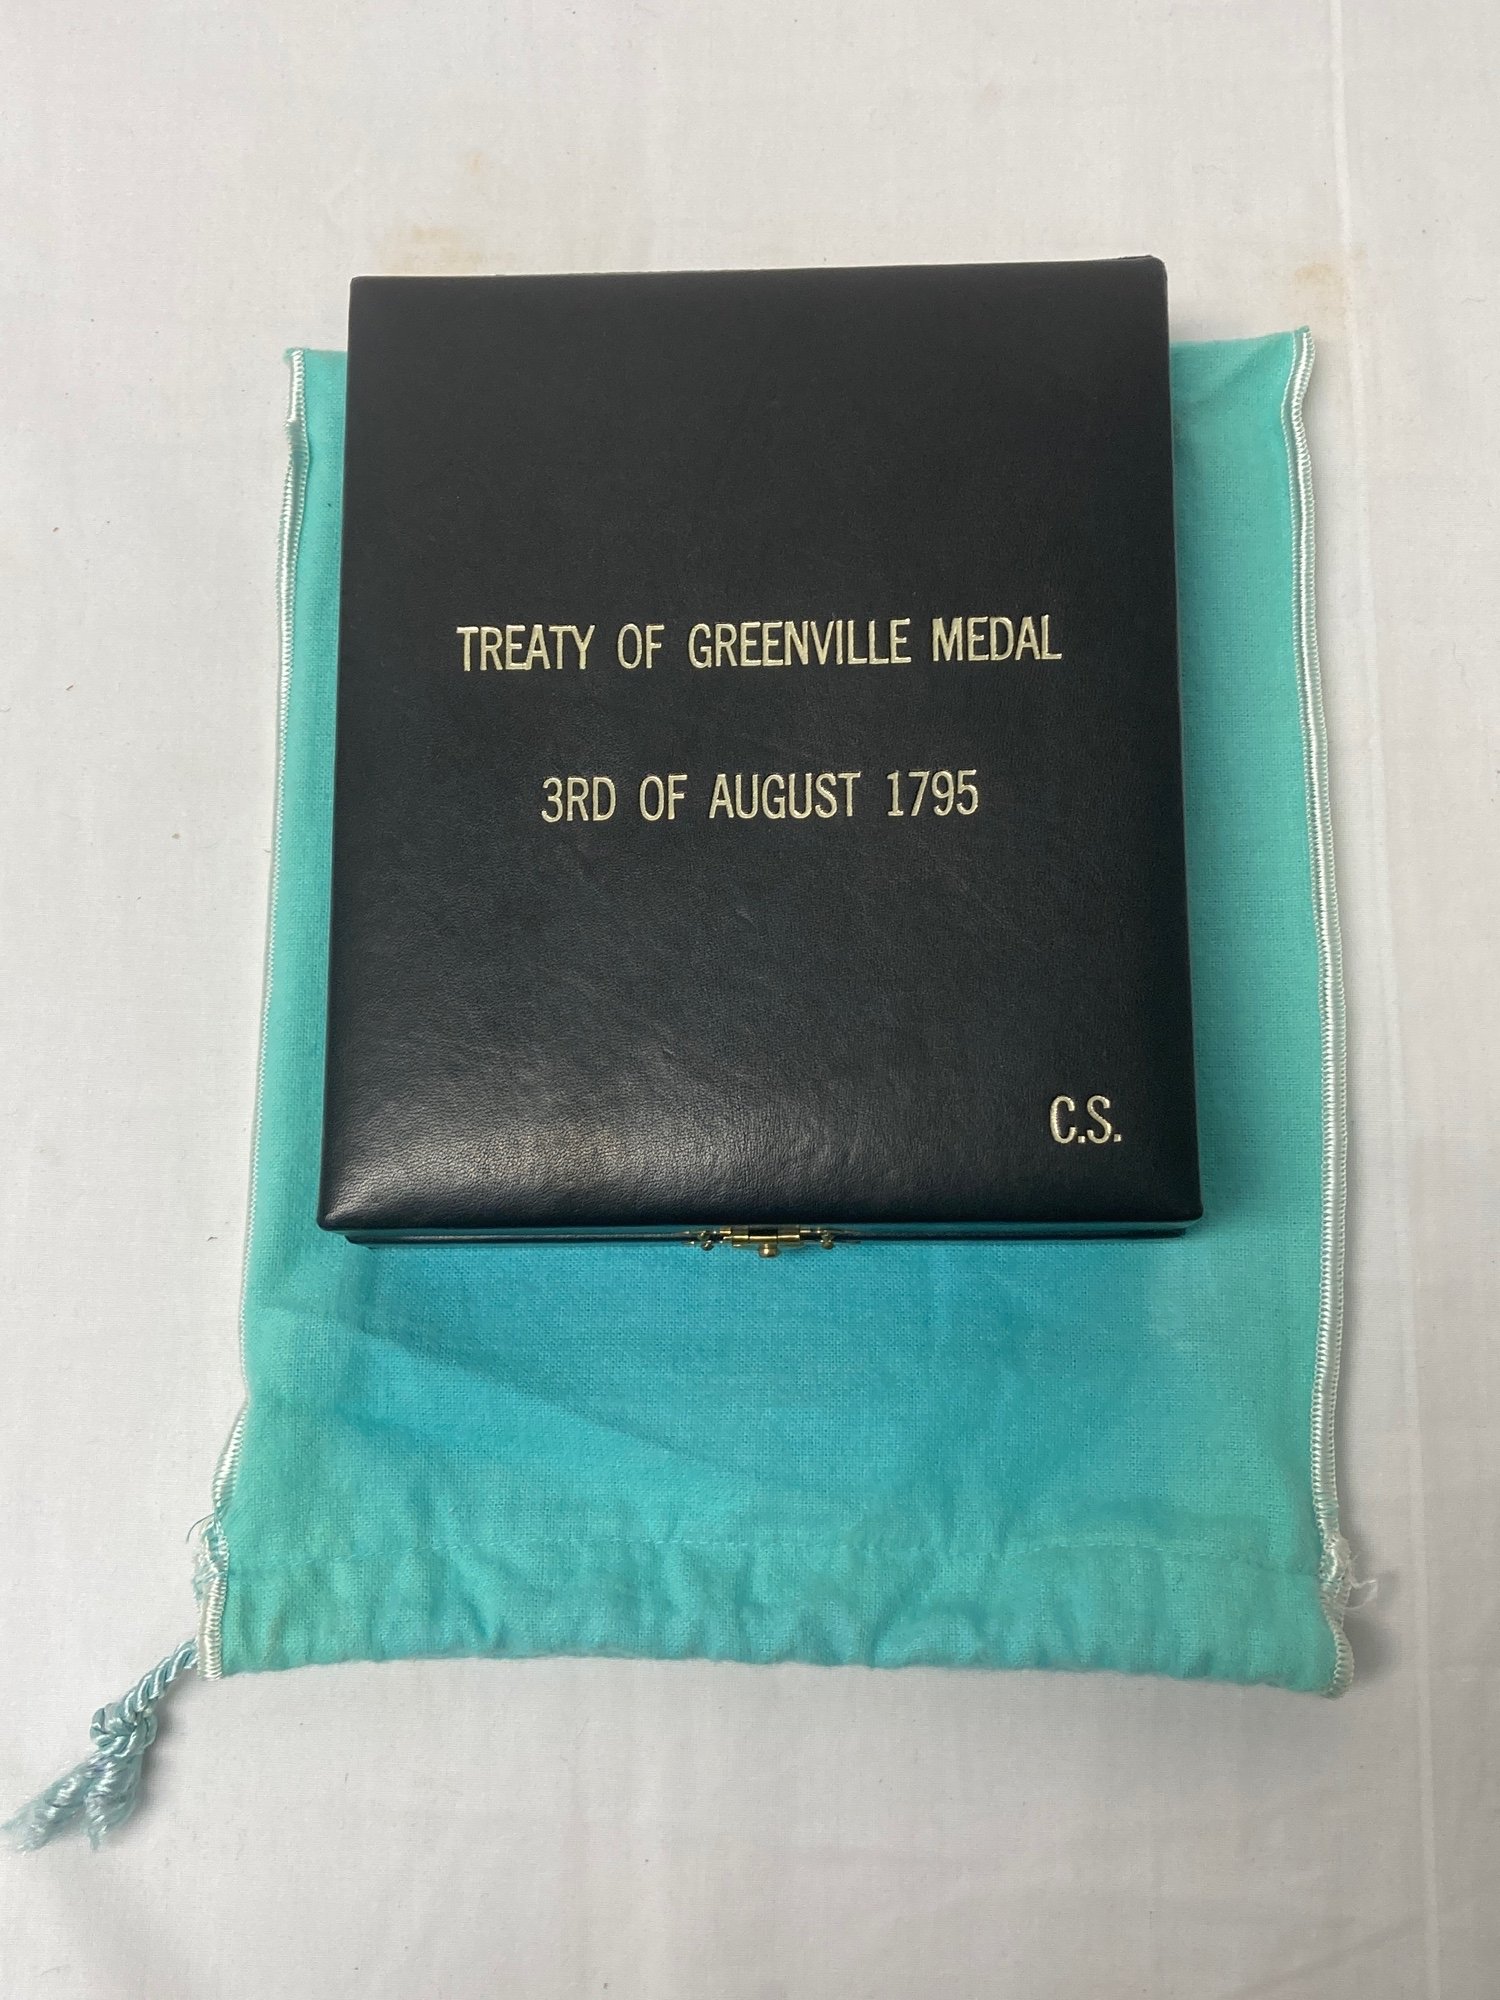 TREATY OF GREENVILLE MEDAL
3RD OF AUGUST 1795
C.S.